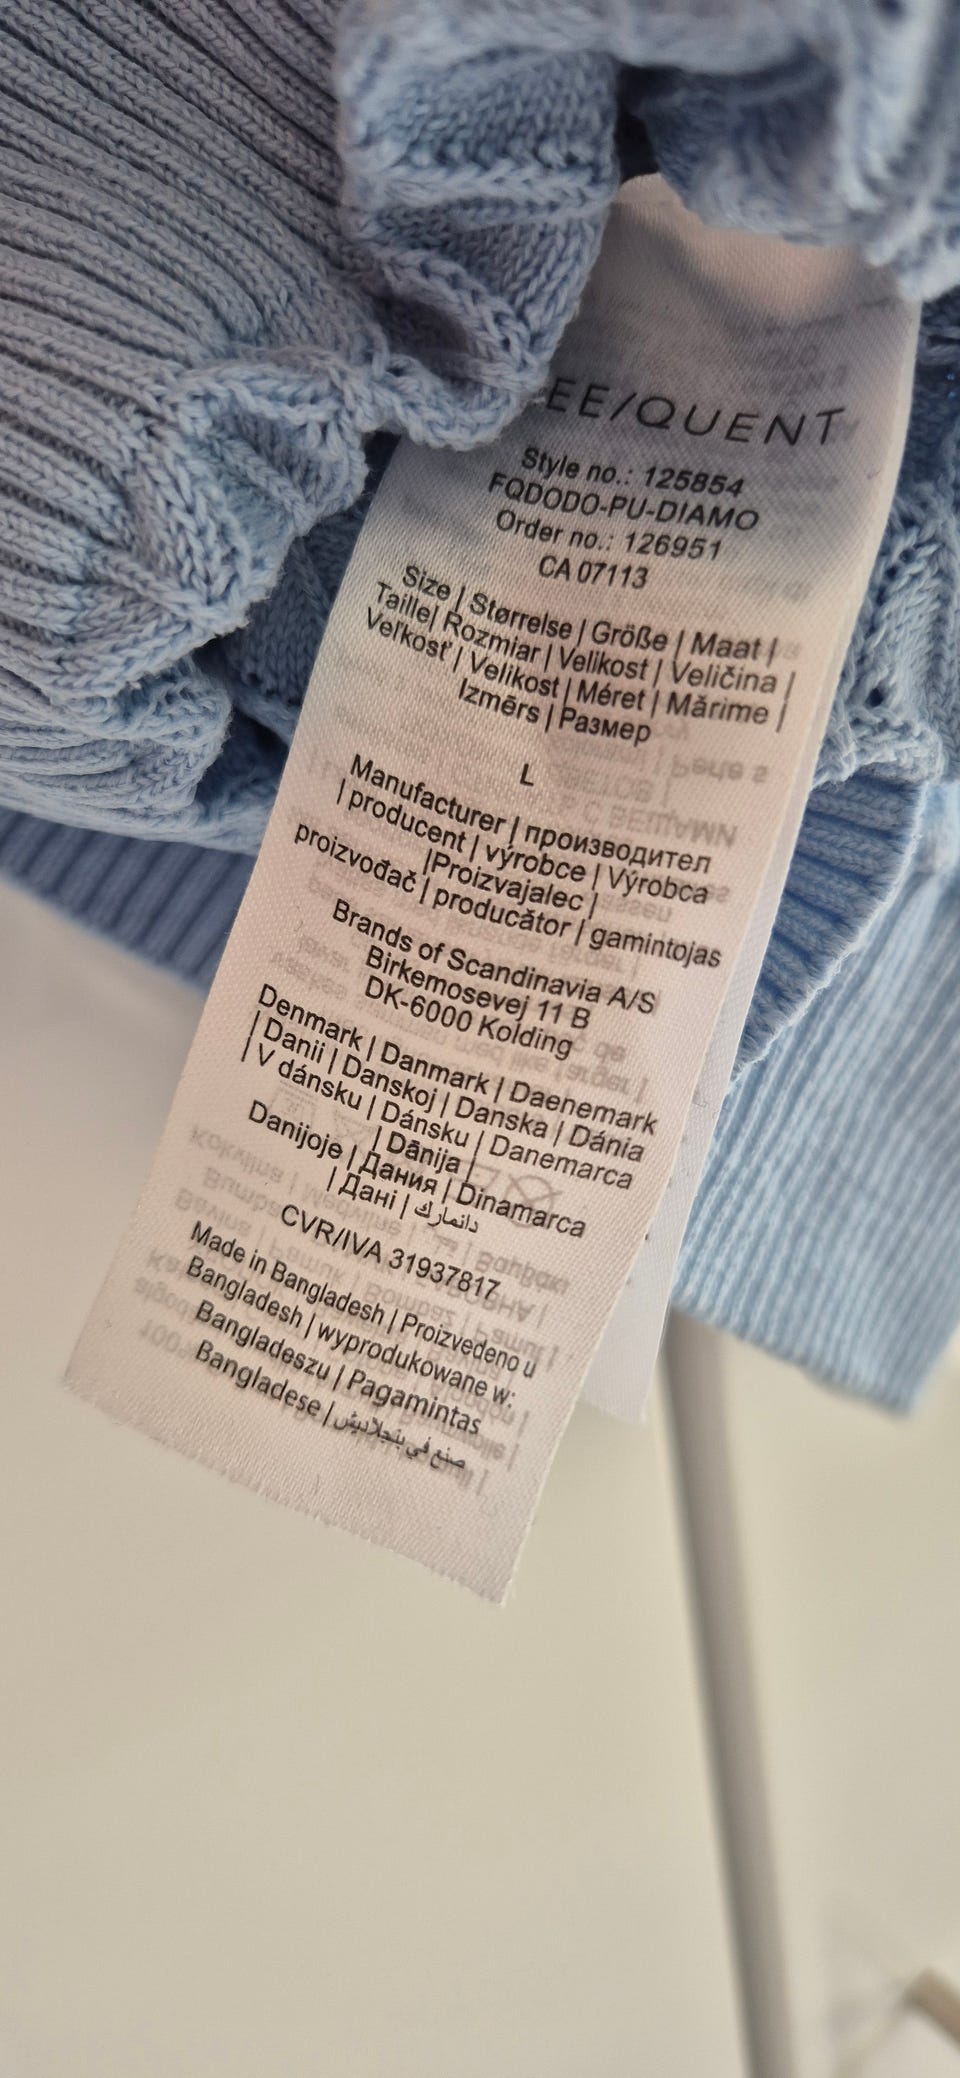 EE/QUENT
Style no.: 125854
FQDODO-PU-DIAMO
Order no.: 126951
CA 07113
Size | Størrelse | Größe | Maat |
Taille| Rozmiar | Velikost | Veličina |
Veľkosť | Velikost | Méret | Mărime |
Izmērs | Размер
L
Manufacturer | производител
| producent | výrobce | Výrobca
|Proizvajalec |
proizvođač | producător | gamintojas
Brands of Scandinavia A/S
Birkemosevej 11 B
DK-6000 Kolding
Denmark | Danmark | Daenemark
| Danii | Danskoj | Danska | Dánia
| V dánsku | Dánsku | Danemarca
| Dānija |
Danijoje | Дания | Dinamarca
| Дані | دانمارك
CVR/IVA 31937817
Made in Bangladesh | Proizvedeno u
Bangladesh | wyprodukowane w:
Bangladeszu | Pagamintas
Bangladese | صنع في بنجلاديش